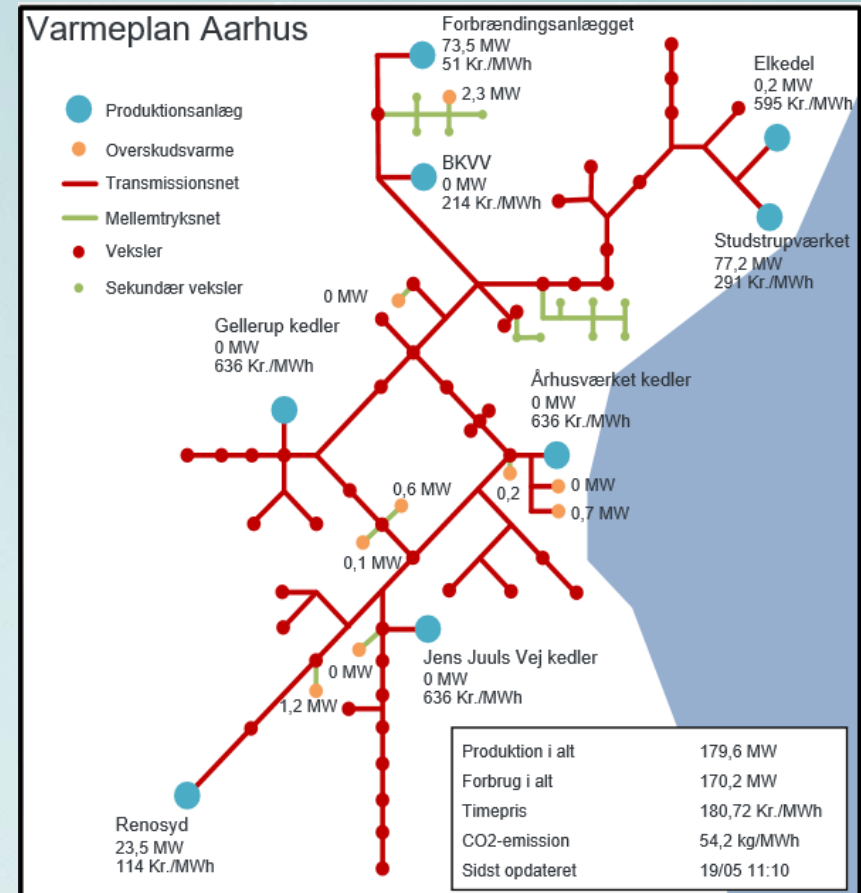 Varmeplan Aarhus
Produktionsanlæg
Overskudsvarme
Transmissionsnet
Mellemtryksnet
Veksler
Sekundær veksler
Forbrændingsanlægget
73,5 MW
51 Kr./MWh
2,3 MW
BKVV
0 MW
214 Kr./MWh
Elkedel
0,2 MW
595 Kr./MWh
Studstrupværket
77,2 MW
291 Kr./MWh
0 MW
Gellerup kedler
0 MW
636 Kr./MWh
Århusværket kedler
0 MW
636 Kr./MWh
0,2
0 MW
0,7 MW
0,6 MW
0,1 MW
Jens Juuls Vej kedler
0 MW
636 Kr./MWh
0 MW
1,2 MW
Renosyd
23,5 MW
114 Kr./MWh
Produktion i alt 179,6 MW
Forbrug i alt 170,2 MW
Timepris 180,72 Kr./MWh
CO2-emission 54,2 kg/MWh
Sidst opdateret 19/05 11:10